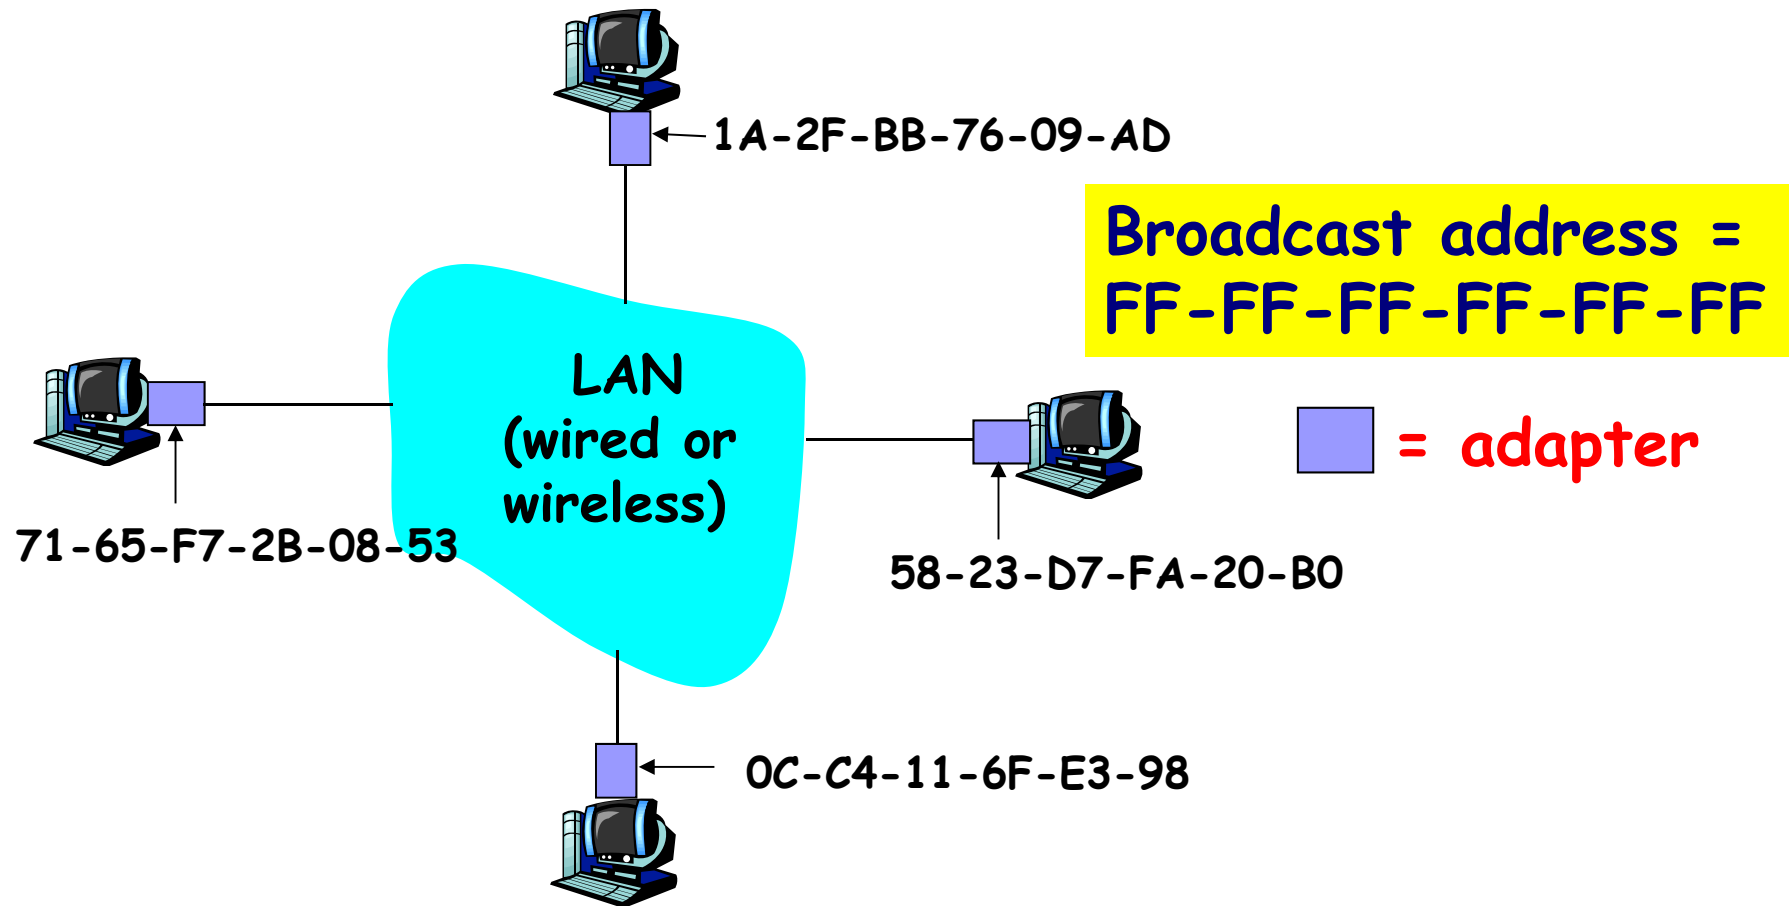 1A-2F-BB-76-09-AD
Broadcast address =
FF-FF-FF-FF-FF-FF
LAN
(wired or
wireless)
= adapter
71-65-F7-2B-08-53
58-23-D7-FA-20-B0
0C-C4-11-6F-E3-98